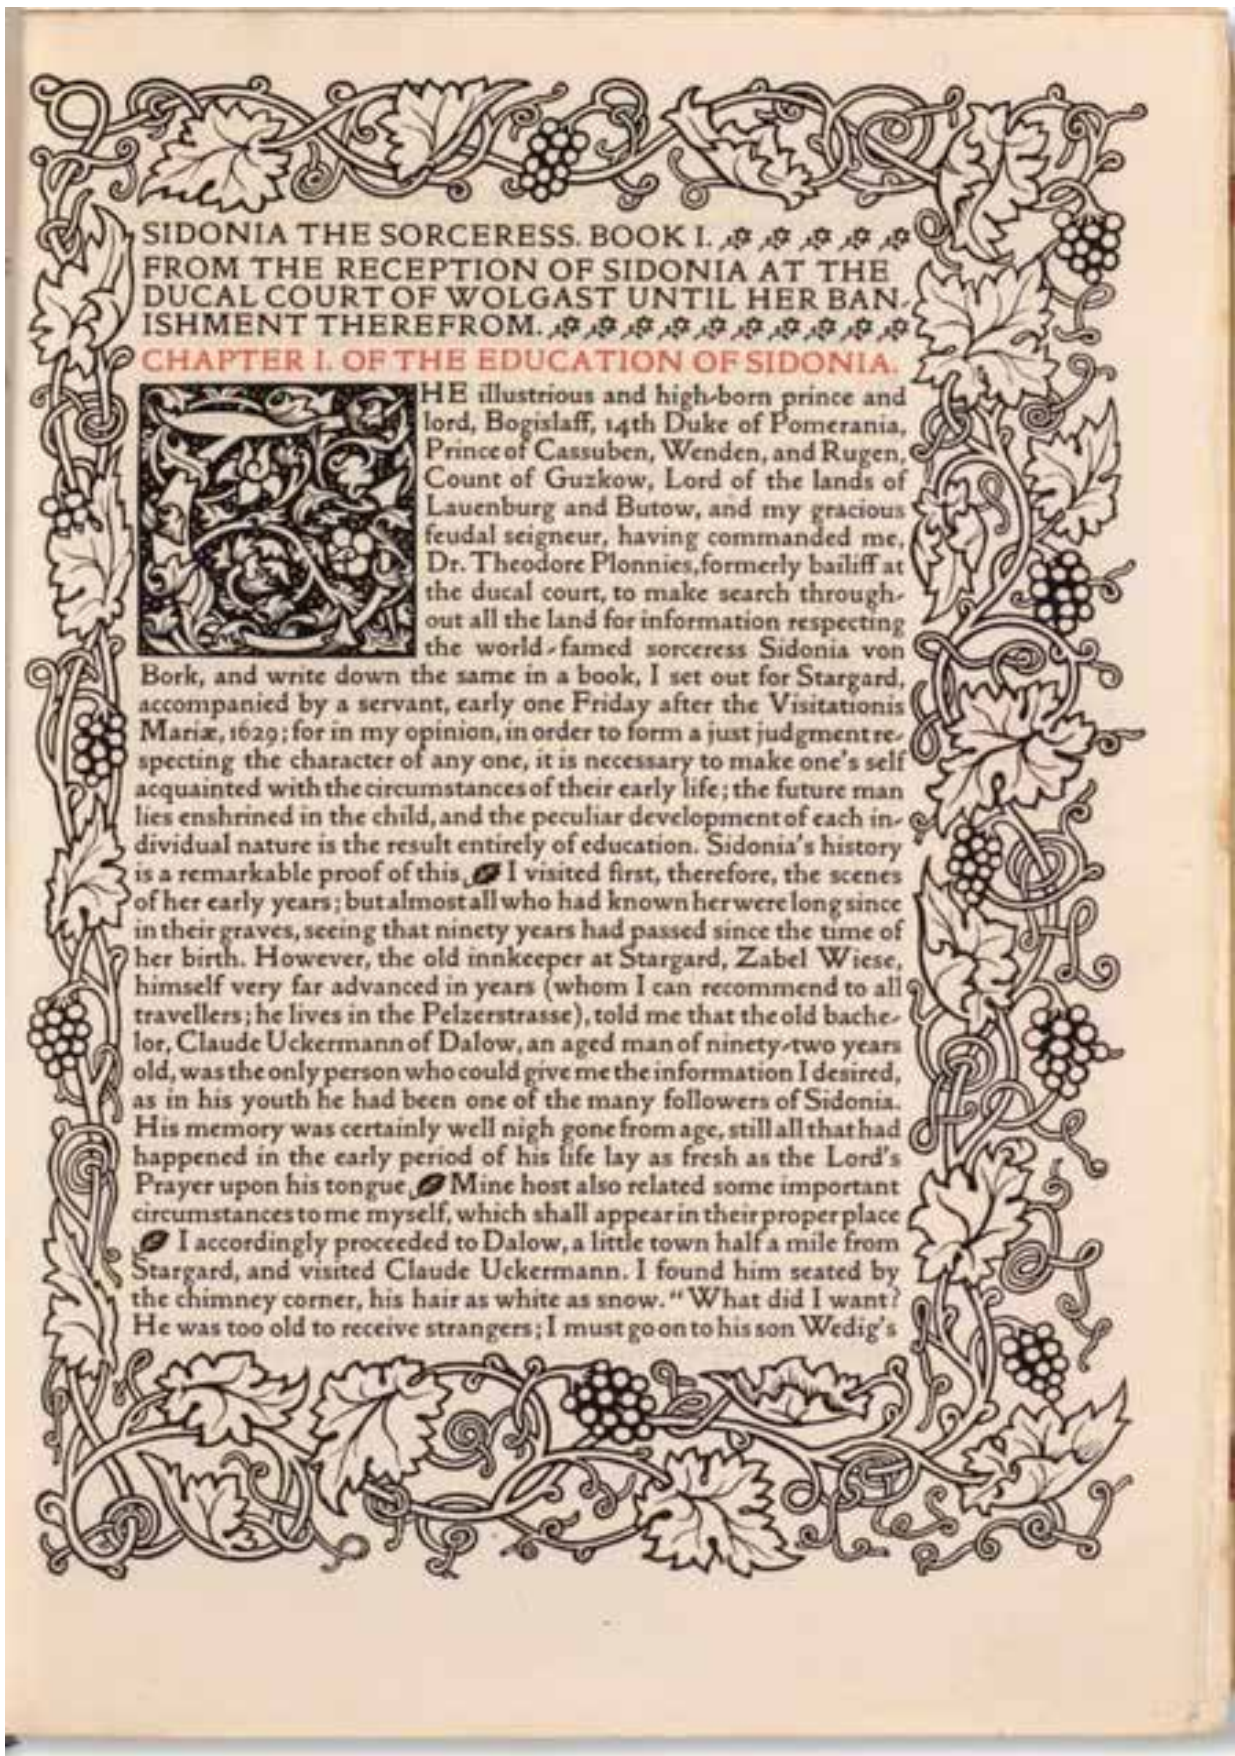 SIDONIA THE SORCERESS. BOOK I.
FROM THE RECEPTION OF SIDONIA AT THE
DUCAL COURT OF WOLGAST UNTIL HER BAN-
ISHMENT THEREFROM.
CHAPTER I. OF THE EDUCATION OF SIDONIA.
THE illustrious and high-born prince and
lord, Bogislaff, 14th Duke of Pomerania,
Prince of Cassuben, Wenden, and Rugen,
Count of Guzkow, Lord of the lands of
Lauenburg and Butow, and my gracious
feudal seigneur, having commanded me,
Dr. Theodore Plonnies, formerly bailiff at
the ducal court, to make search through-
out all the land for information respecting
the world-famed sorceress Sidonia von
Bork, and write down the same in a book, I set out for Stargard,
accompanied by a servant, early one Friday after the Visitationis
Mariæ, 1629; for in my opinion, in order to form a just judgment re-
specting the character of any one, it is necessary to make one's self
acquainted with the circumstances of their early life; the future man
lies enshrined in the child, and the peculiar development of each in-
dividual nature is the result entirely of education. Sidonia's history
is a remarkable proof of this. I visited first, therefore, the scenes
of her early years; but almost all who had known her were long since
in their graves, seeing that ninety years had passed since the time of
her birth. However, the old innkeeper at Stargard, Zabel Wiese,
himself very far advanced in years (whom I can recommend to all
travellers; he lives in the Pelzerstrasse), told me that the old bache-
lor, Claude Uckermann of Dalow, an aged man of ninety-two years
old, was the only person who could give me the information I desired,
as in his youth he had been one of the many followers of Sidonia.
His memory was certainly well nigh gone from age, still all that had
happened in the early period of his life lay as fresh as the Lord's
Prayer upon his tongue. Mine host also related some important
circumstances to me myself, which shall appear in their proper place
I accordingly proceeded to Dalow, a little town half a mile from
Stargard, and visited Claude Uckermann. I found him seated by
the chimney corner, his hair as white as snow. "What did I want?
He was too old to receive strangers; I must go on to his son Wedig's